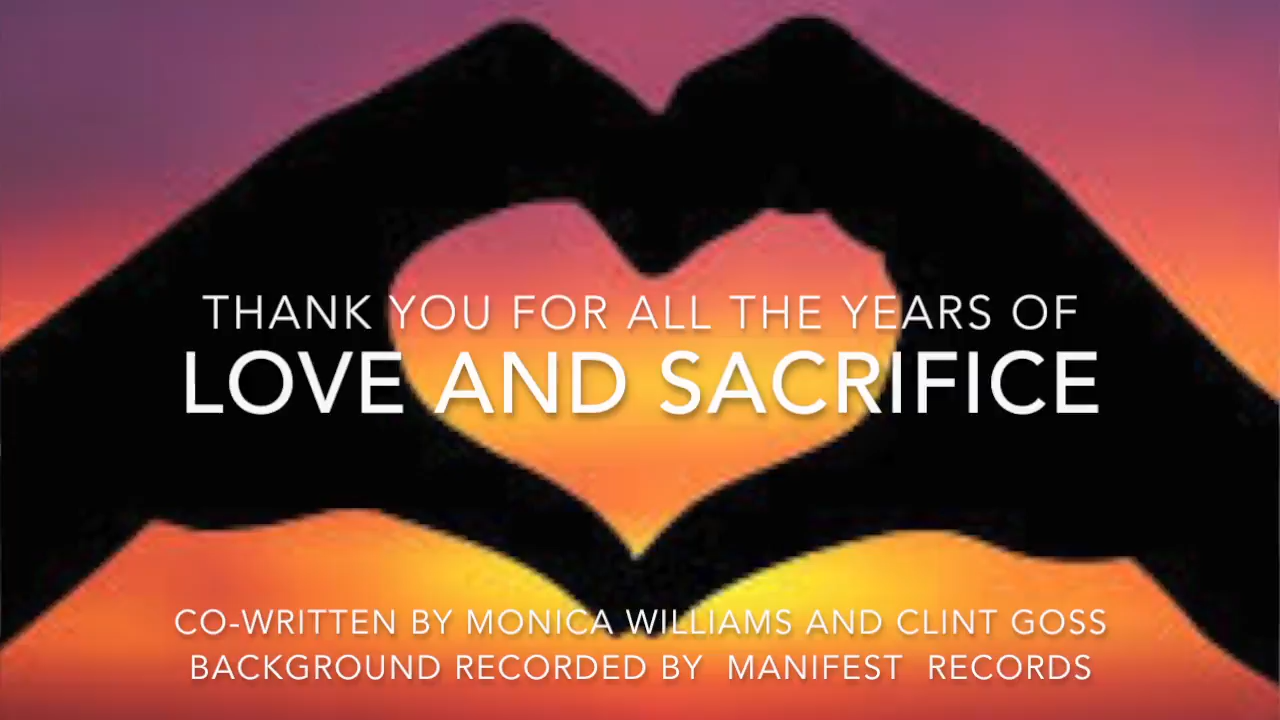 THANK YOU FOR ALL THE YEARS OF
LOVE AND SACRIFICE
CO-WRITTEN BY MONICA WILLIAMS AND CLINT GOSS
BACKGROUND RECORDED BY MANIFEST RECORDS